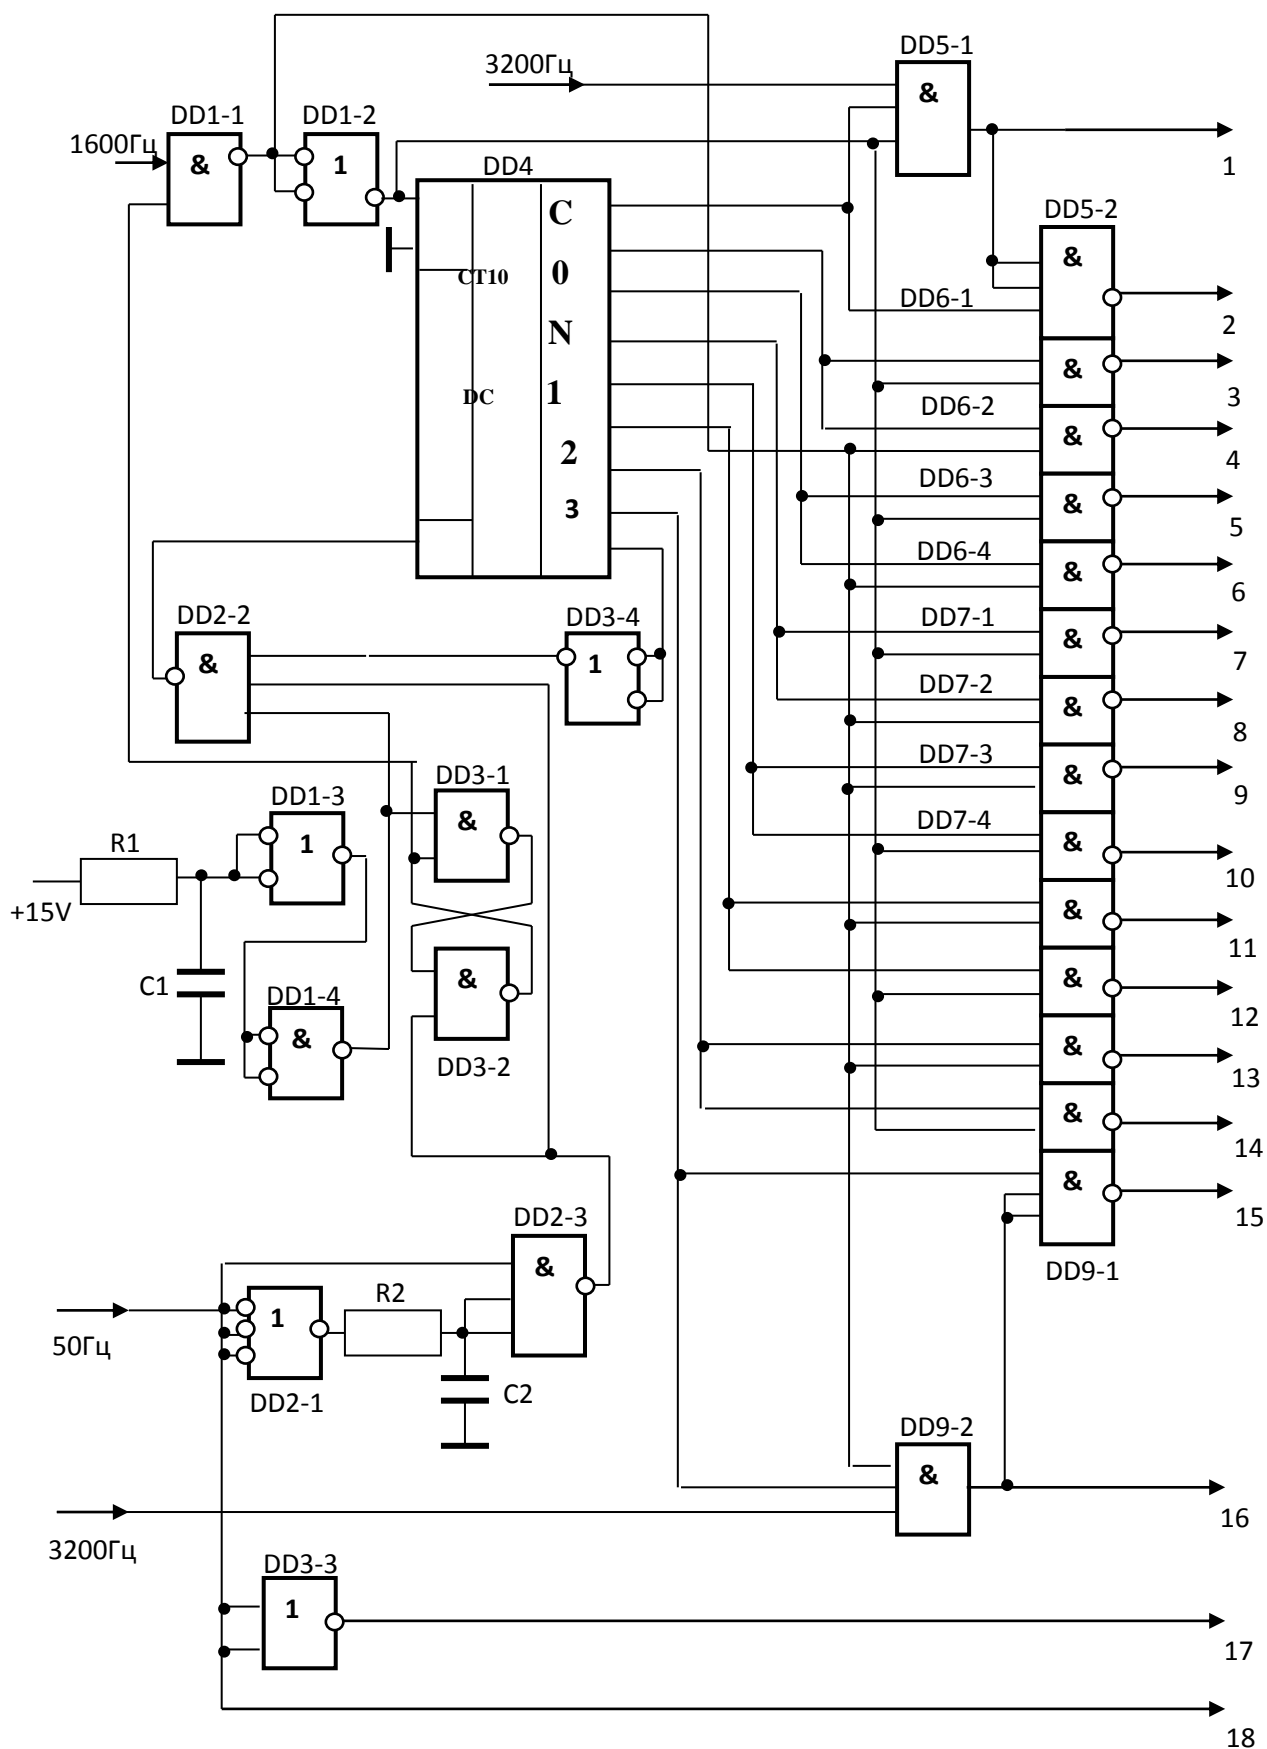 DD5-1
3200Гц
&
DD1-1
DD1-2
1600Гц
&
1
DD4
1
C
DD5-2
&
CT10
0
DD6-1
2
N
&
3
DC
1
DD6-2
&
4
2
DD6-3
3
&
5
DD6-4
&
6
DD2-2
DD3-4
DD7-1
&
1
&
7
DD7-2
&
8
DD3-1
DD7-3
DD1-3
&
&
9
R1
1
DD7-4
&
10
+15V
&
11
C1
&
&
DD1-4
12
&
&
DD3-2
13
&
14
&
15
DD2-3
&
DD9-1
R2
1
50Гц
C2
DD2-1
DD9-2
&
16
3200Гц
DD3-3
1
17
18